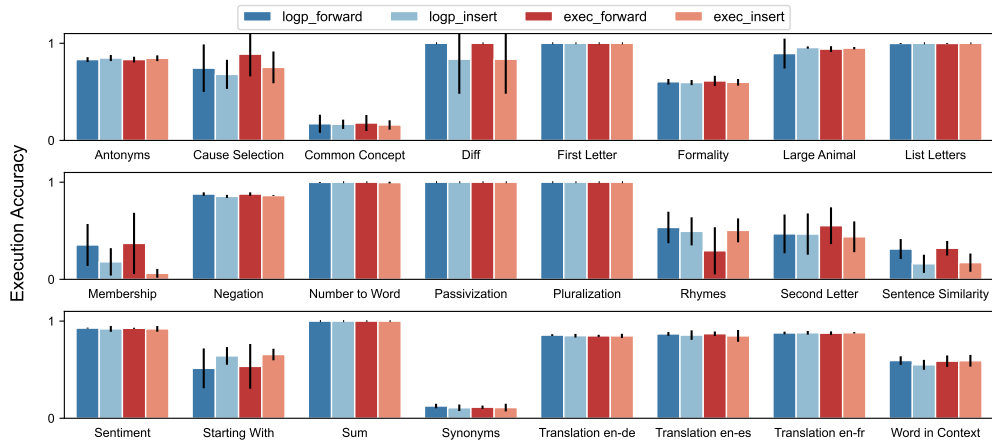 logp_forward logp_insert exec_forward exec_insert
Execution Accuracy
1
0
Antonyms Cause Selection Common Concept Diff First Letter Formality Large Animal List Letters
1
0
Membership Negation Number to Word Passivization Pluralization Rhymes Second Letter Sentence Similarity
1
0
Sentiment Starting With Sum Synonyms Translation en-de Translation en-es Translation en-fr Word in Context